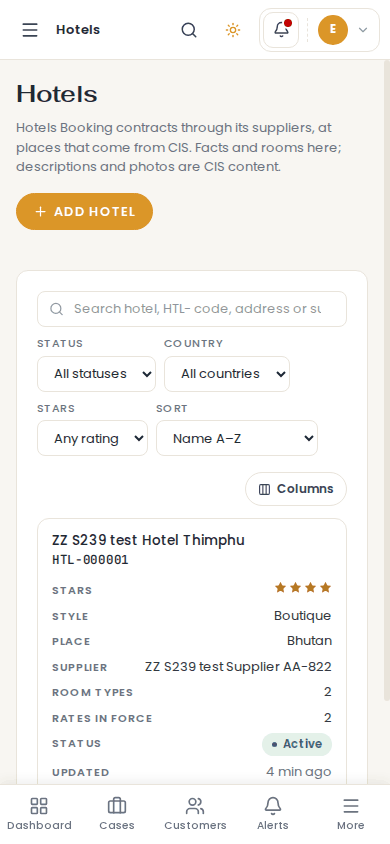 Hotels
E
Hotels
Hotels Booking contracts through its suppliers, at
places that come from CIS. Facts and rooms here;
descriptions and photos are CIS content.
ADD HOTEL
Search hotel, HTL- code, address or su
STATUS
COUNTRY
All statuses
All countries
STARS
SORT
Any rating
Name A–Z
Columns
ZZ S239 test Hotel Thimphu
HTL-000001
STARS
STYLE Boutique
PLACE Bhutan
SUPPLIER ZZ S239 test Supplier AA-822
ROOM TYPES 2
RATES IN FORCE 2
STATUS Active
UPDATED 4 min ago
Dashboard Cases Customers Alerts More